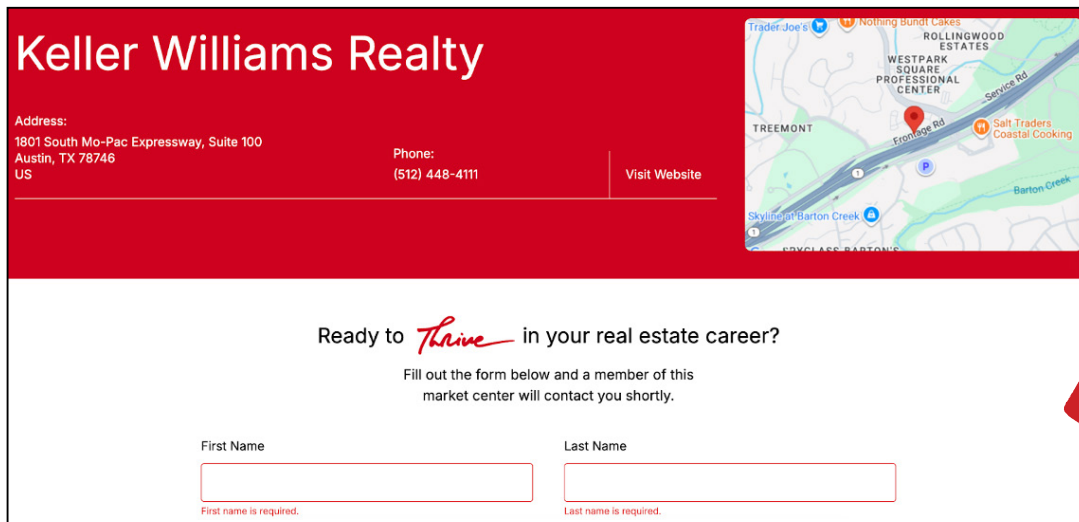 Keller Williams Realty
Address:
1801 South Mo-Pac Expressway, Suite 100
Austin, TX 78746
US
Phone:
(512) 448-4111
Visit Website
Trader Joe's
Nothing Bundt Cakes
ROLLINGWOOD
ESTATES
WESTPARK
SQUARE
PROFESSIONAL
CENTER
Service Rd
TREEMONT
Frontage Rd
Salt Traders
Coastal Cooking
1
P
Barton Creek
Skyline at Barton Creek
1
SPYGLASS BARTON'S
Ready to Thrive in your real estate career?
Fill out the form below and a member of this
market center will contact you shortly.
First Name
Last Name
First name is required.
Last name is required.